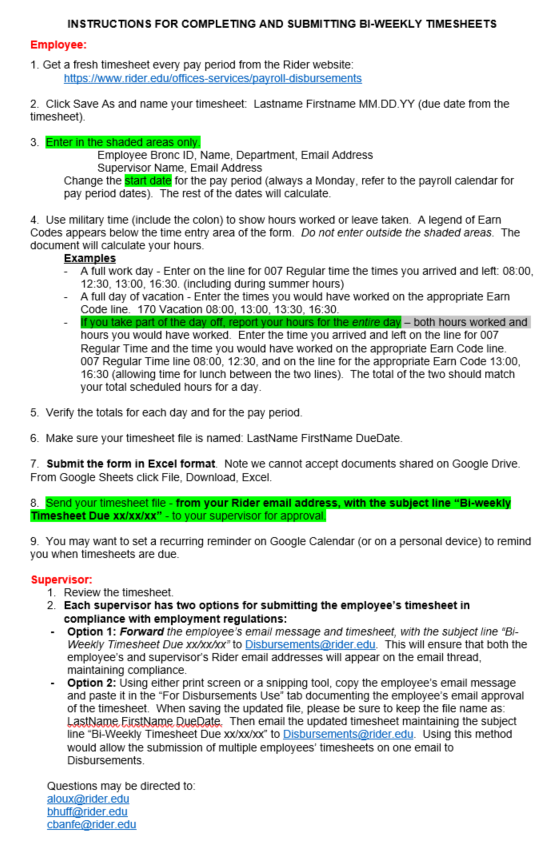 INSTRUCTIONS FOR COMPLETING AND SUBMITTING BI-WEEKLY TIMESHEETS
Employee:
1. Get a fresh timesheet every pay period from the Rider website:
https://www.rider.edu/offices-services/payroll-disbursements
2. Click Save As and name your timesheet: Lastname Firstname MM.DD.YY (due date from the
timesheet).
3. Enter in the shaded areas only.
Employee Bronc ID, Name, Department, Email Address
Supervisor Name, Email Address
Change the start date for the pay period (always a Monday, refer to the payroll calendar for
pay period dates). The rest of the dates will calculate.
4. Use military time (include the colon) to show hours worked or leave taken. A legend of Earn
Codes appears below the time entry area of the form. Do not enter outside the shaded areas. The
document will calculate your hours.
Examples
- A full work day - Enter on the line for 007 Regular time the times you arrived and left: 08:00,
12:30, 13:00, 16:30. (including during summer hours)
- A full day of vacation - Enter the times you would have worked on the appropriate Earn
Code line. 170 Vacation 08:00, 13:00, 13:30, 16:30.
- If you take part of the day off, report your hours for the entire day – both hours worked and
hours you would have worked. Enter the time you arrived and left on the line for 007
Regular Time and the time you would have worked on the appropriate Earn Code line.
007 Regular Time line 08:00, 12:30, and on the line for the appropriate Earn Code 13:00,
16:30 (allowing time for lunch between the two lines). The total of the two should match
your total scheduled hours for a day.
5. Verify the totals for each day and for the pay period.
6. Make sure your timesheet file is named: LastName FirstName DueDate.
7. Submit the form in Excel format. Note we cannot accept documents shared on Google Drive.
From Google Sheets click File, Download, Excel.
8. Send your timesheet file - from your Rider email address, with the subject line “Bi-weekly
Timesheet Due xx/xx/xx” - to your supervisor for approval.
9. You may want to set a recurring reminder on Google Calendar (or on a personal device) to remind
you when timesheets are due.
Supervisor:
1. Review the timesheet.
2. Each supervisor has two options for submitting the employee’s timesheet in
compliance with employment regulations:
- Option 1: Forward the employee’s email message and timesheet, with the subject line “Bi-
Weekly Timesheet Due xx/xx/xx” to Disbursements@rider.edu. This will ensure that both the
employee’s and supervisor’s Rider email addresses will appear on the email thread,
maintaining compliance.
- Option 2: Using either print screen or a snipping tool, copy the employee’s email message
and paste it in the “For Disbursements Use” tab documenting the employee’s email approval
of the timesheet. When saving the updated file, please be sure to keep the file name as:
LastName FirstName DueDate. Then email the updated timesheet maintaining the subject
line “Bi-Weekly Timesheet Due xx/xx/xx” to Disbursements@rider.edu. Using this method
would allow the submission of multiple employees’ timesheets on one email to
Disbursements.
Questions may be directed to:
aloux@rider.edu
bhuff@rider.edu
cbanfe@rider.edu